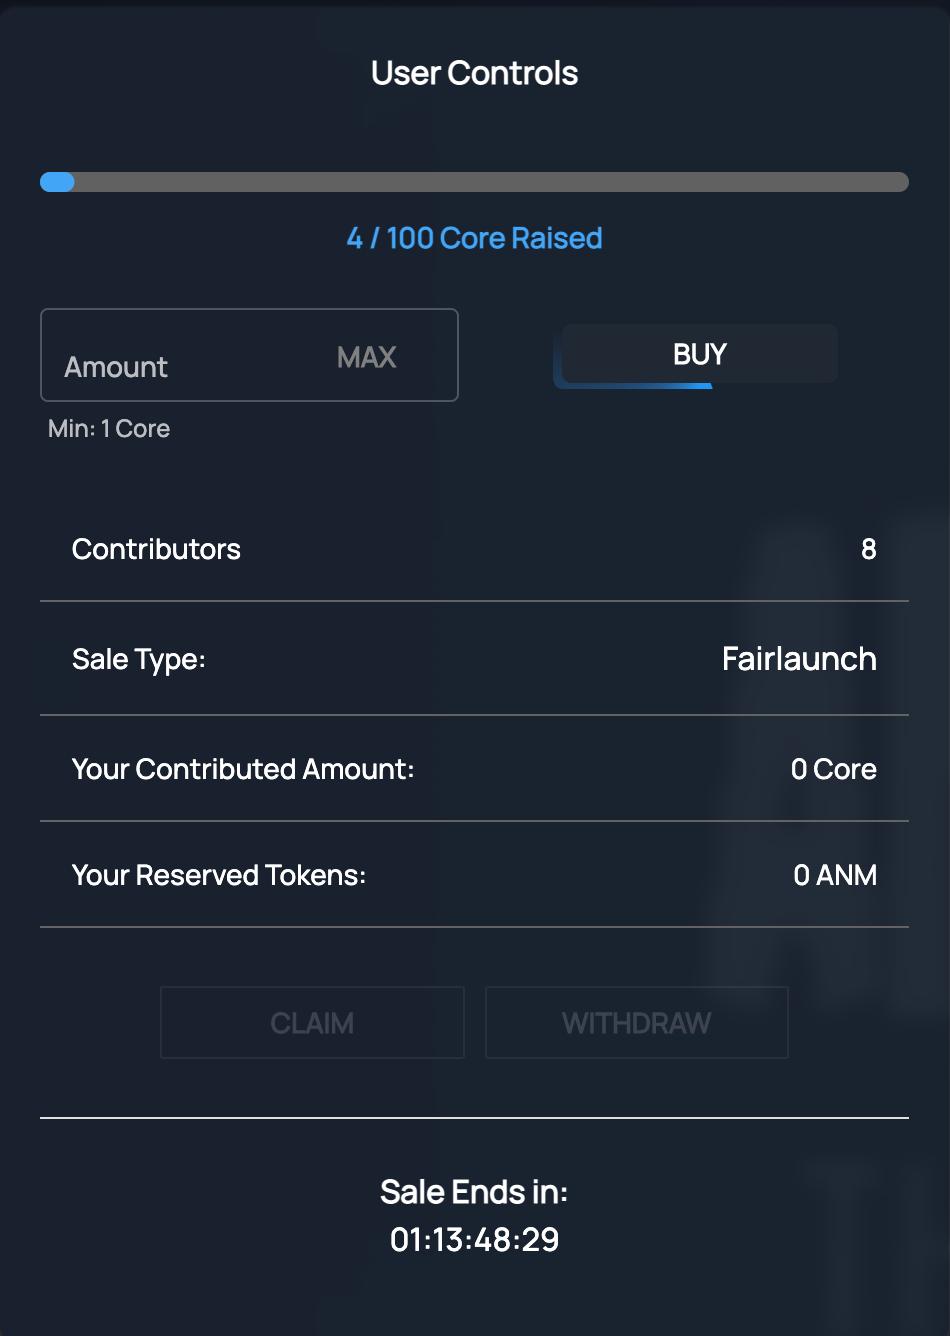 User Controls
4 / 100 Core Raised
Amount MAX
BUY
Min: 1 Core
Contributors 8
Sale Type: Fairlaunch
Your Contributed Amount: 0 Core
Your Reserved Tokens: 0 ANM
CLAIM WITHDRAW
Sale Ends in:
01:13:48:29